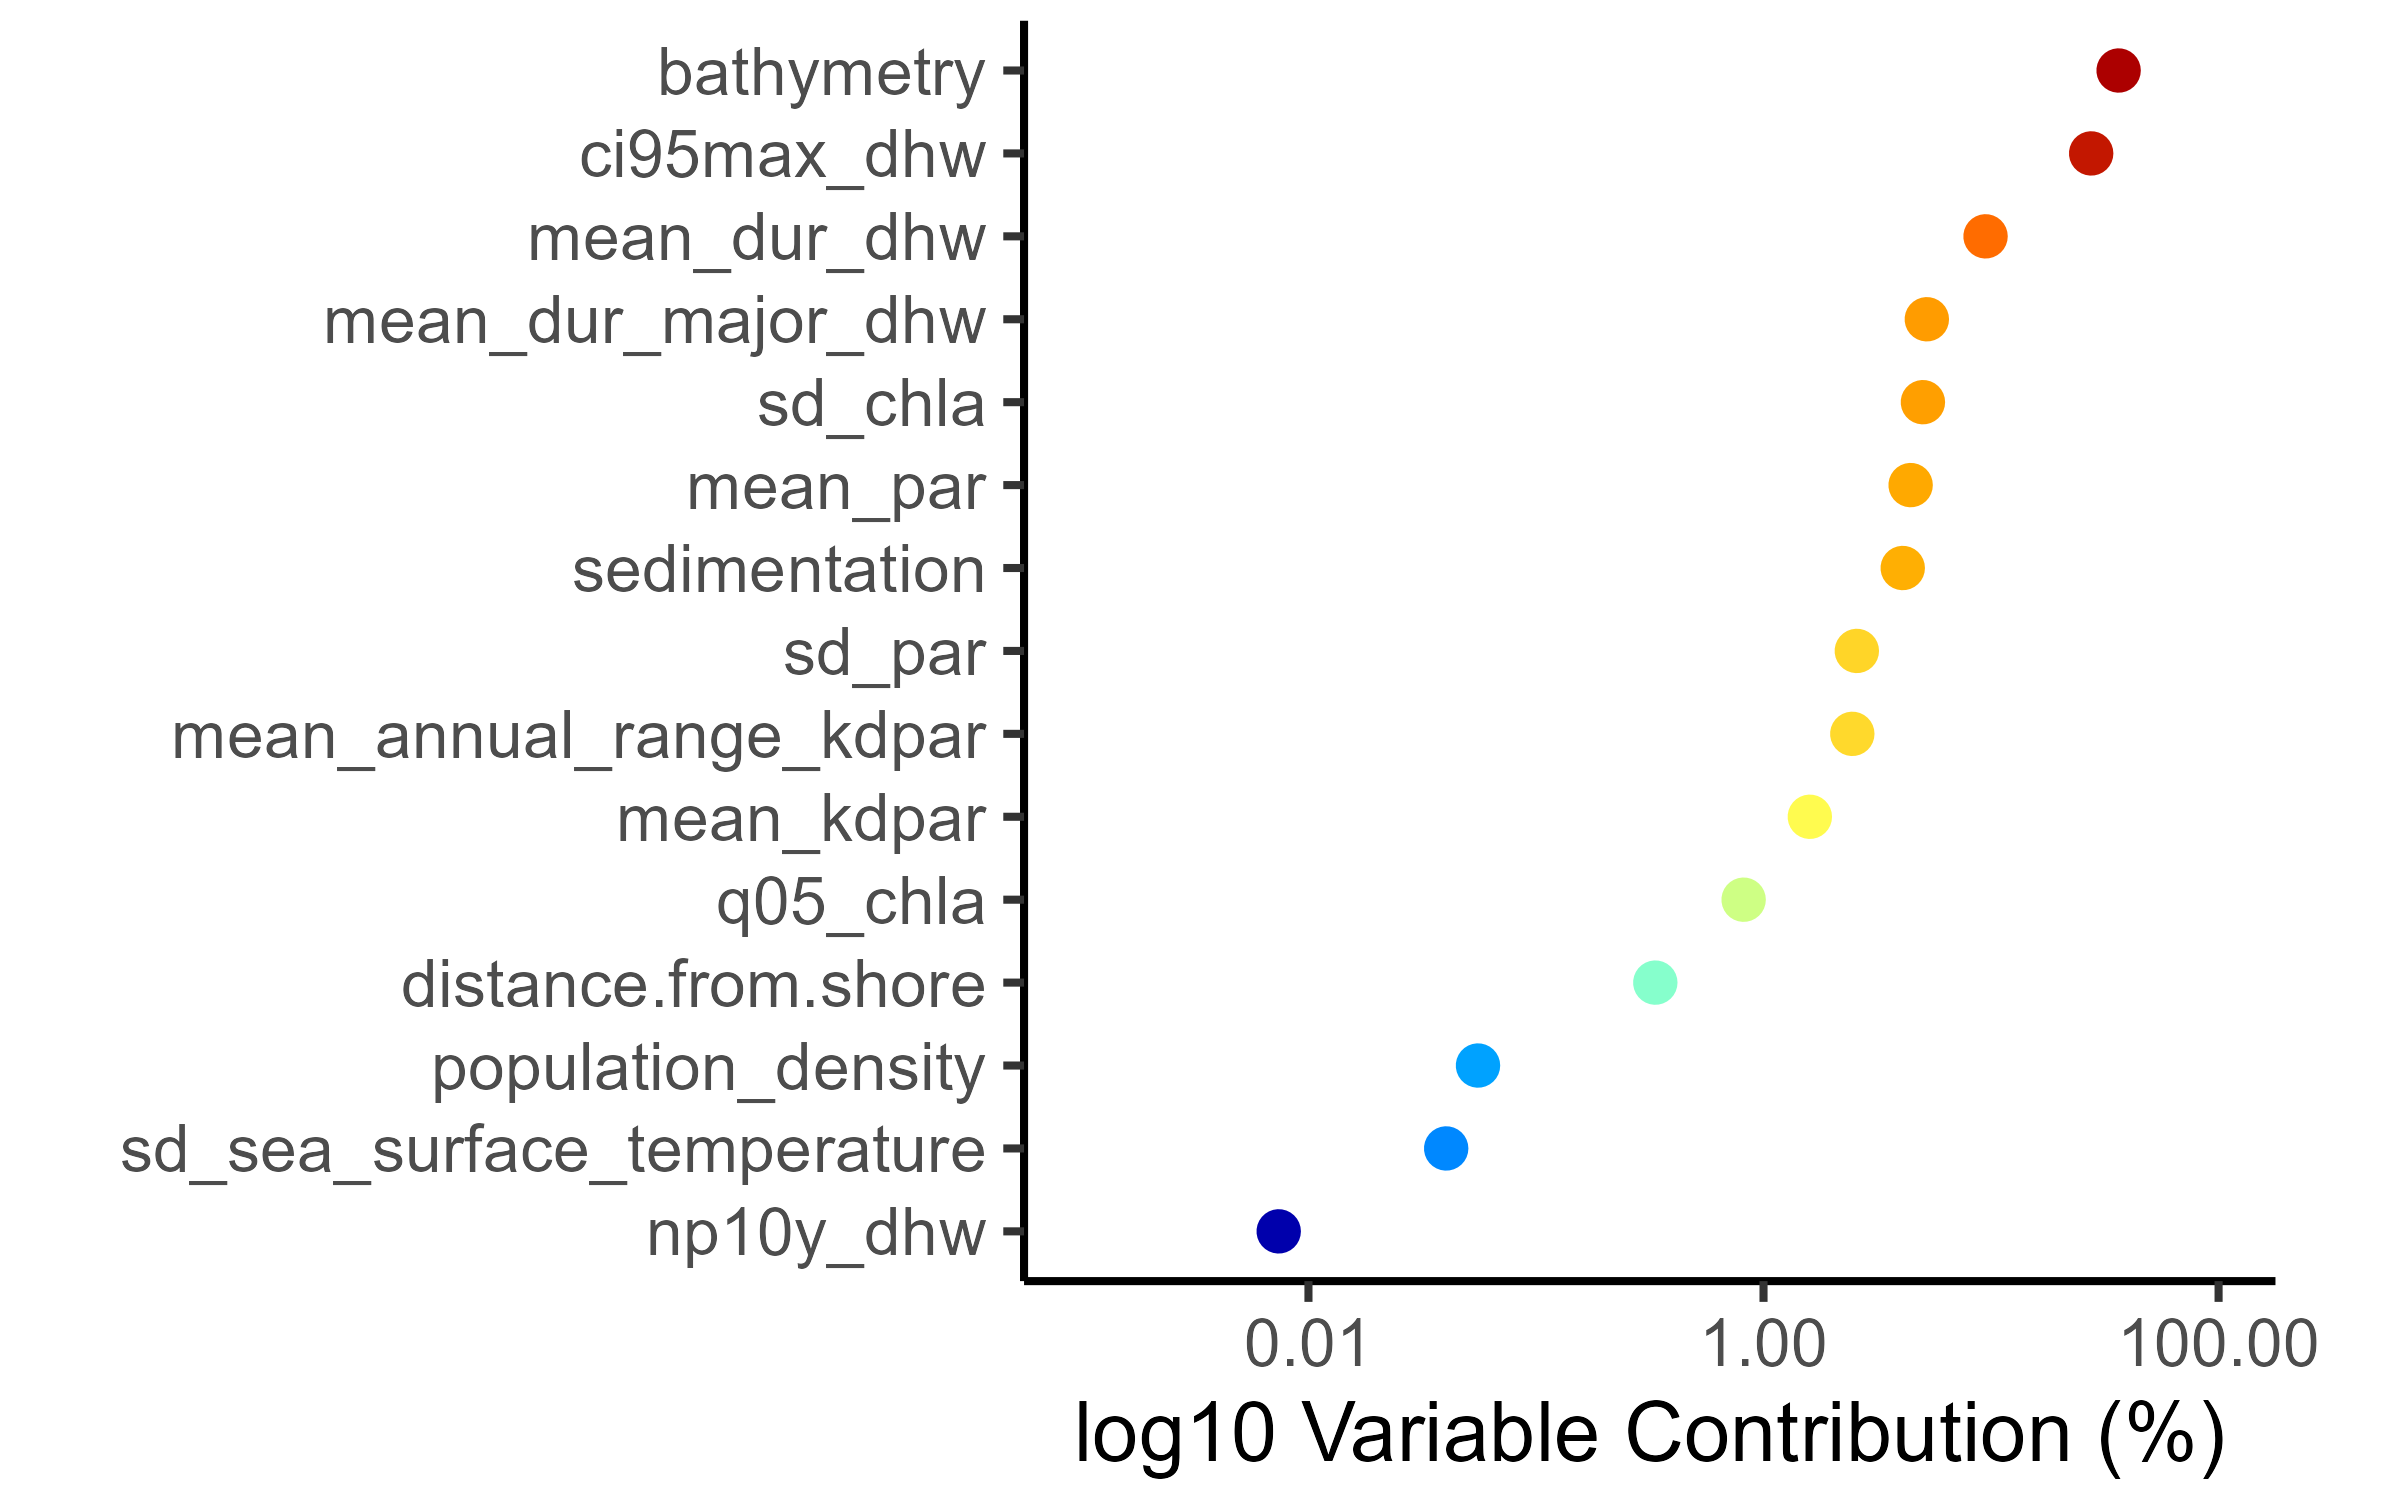 bathymetry
ci95max_dhw
mean_dur_dhw
mean_dur_major_dhw
sd_chla
mean_par
sedimentation
sd_par
mean_annual_range_kdpar
mean_kdpar
q05_chla
distance.from.shore
population_density
sd_sea_surface_temperature
np10y_dhw
0.01 1.00 100.00
log10 Variable Contribution (%)